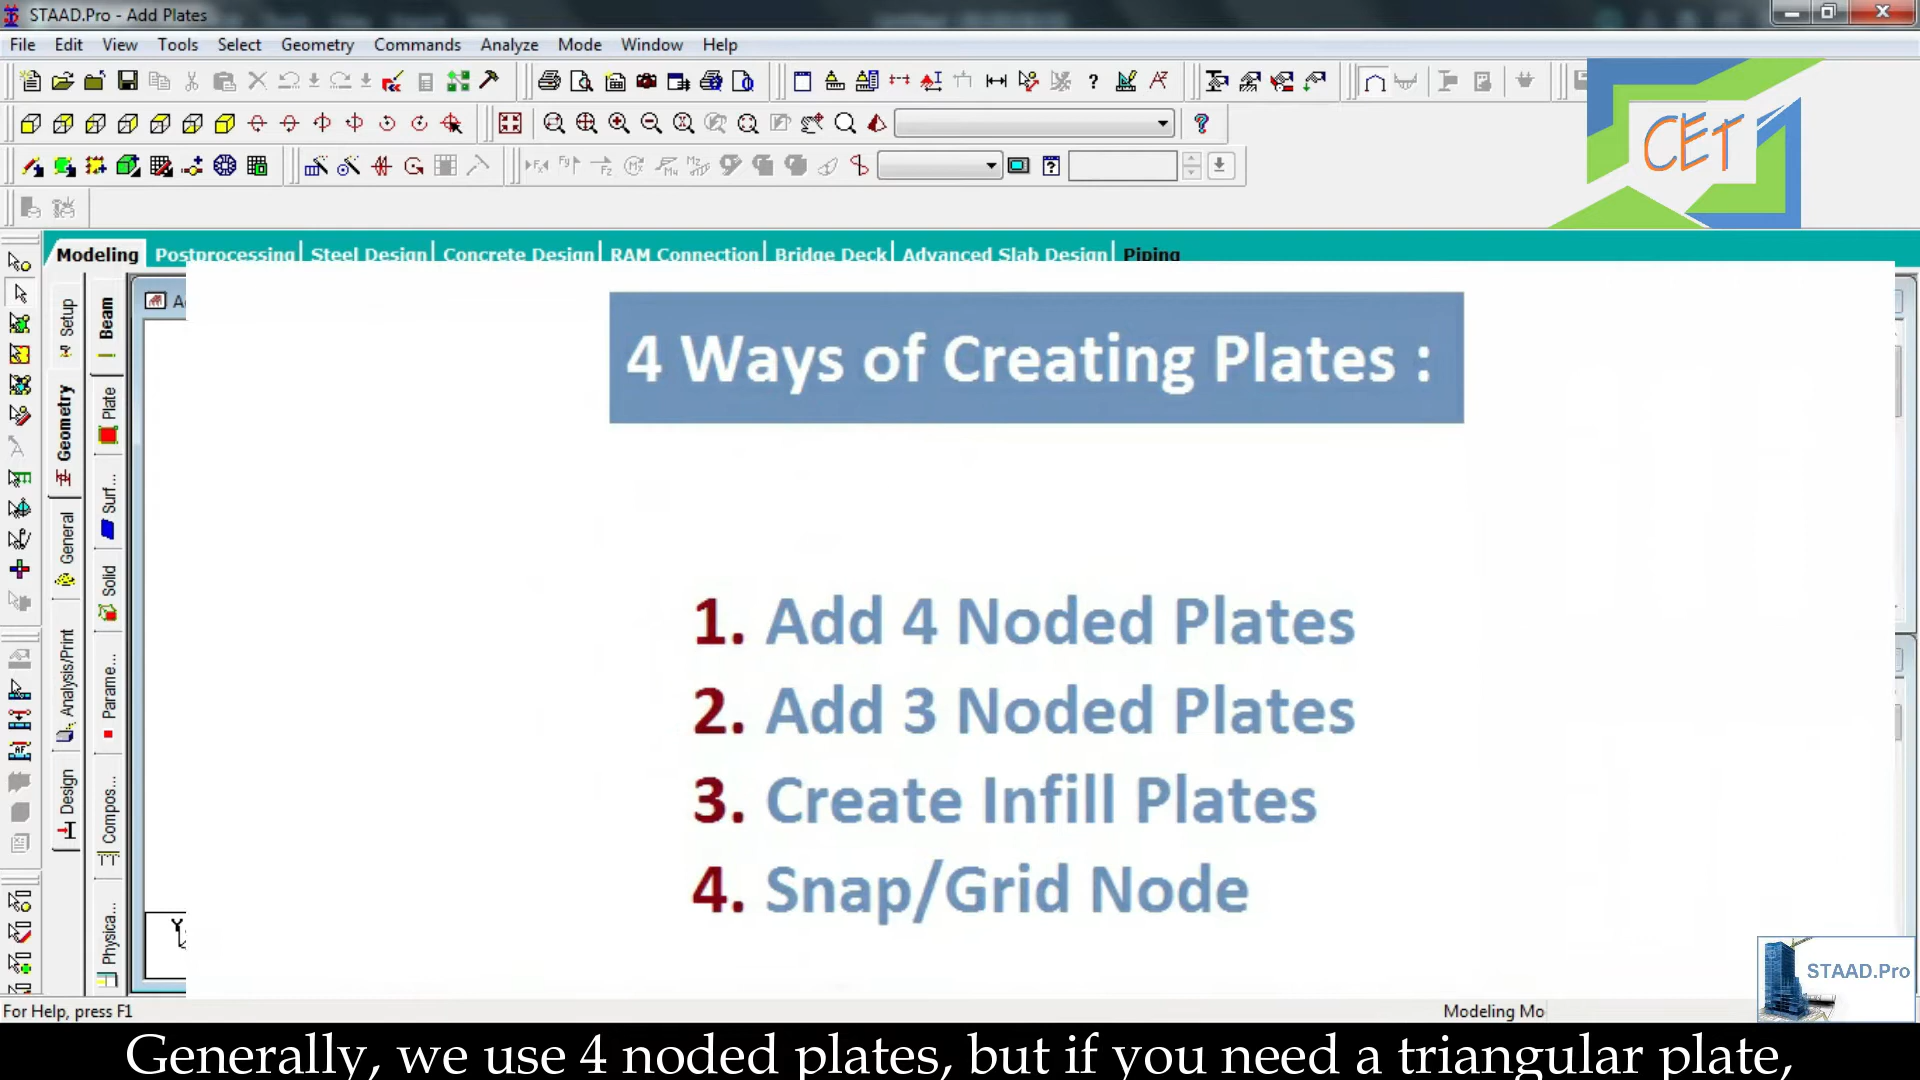 STAAD.Pro - Add Plates
File Edit View Tools Select Geometry Commands Analyze Mode Window Help
CET
Modeling Postprocessing Steel Design Concrete Design RAM Connection Bridge Deck Advanced Slab Design Piping
Setup
Geometry
General
Analysis/Print
Design
Beam
Plate
Surf...
Solid
Parame...
Compos...
Physica...
4 Ways of Creating Plates :
1. Add 4 Noded Plates
2. Add 3 Noded Plates
3. Create Infill Plates
4. Snap/Grid Node
Y
STAAD.Pro
For Help, press F1
Modeling Mo
Generally, we use 4 noded plates, but if you need a triangular plate,